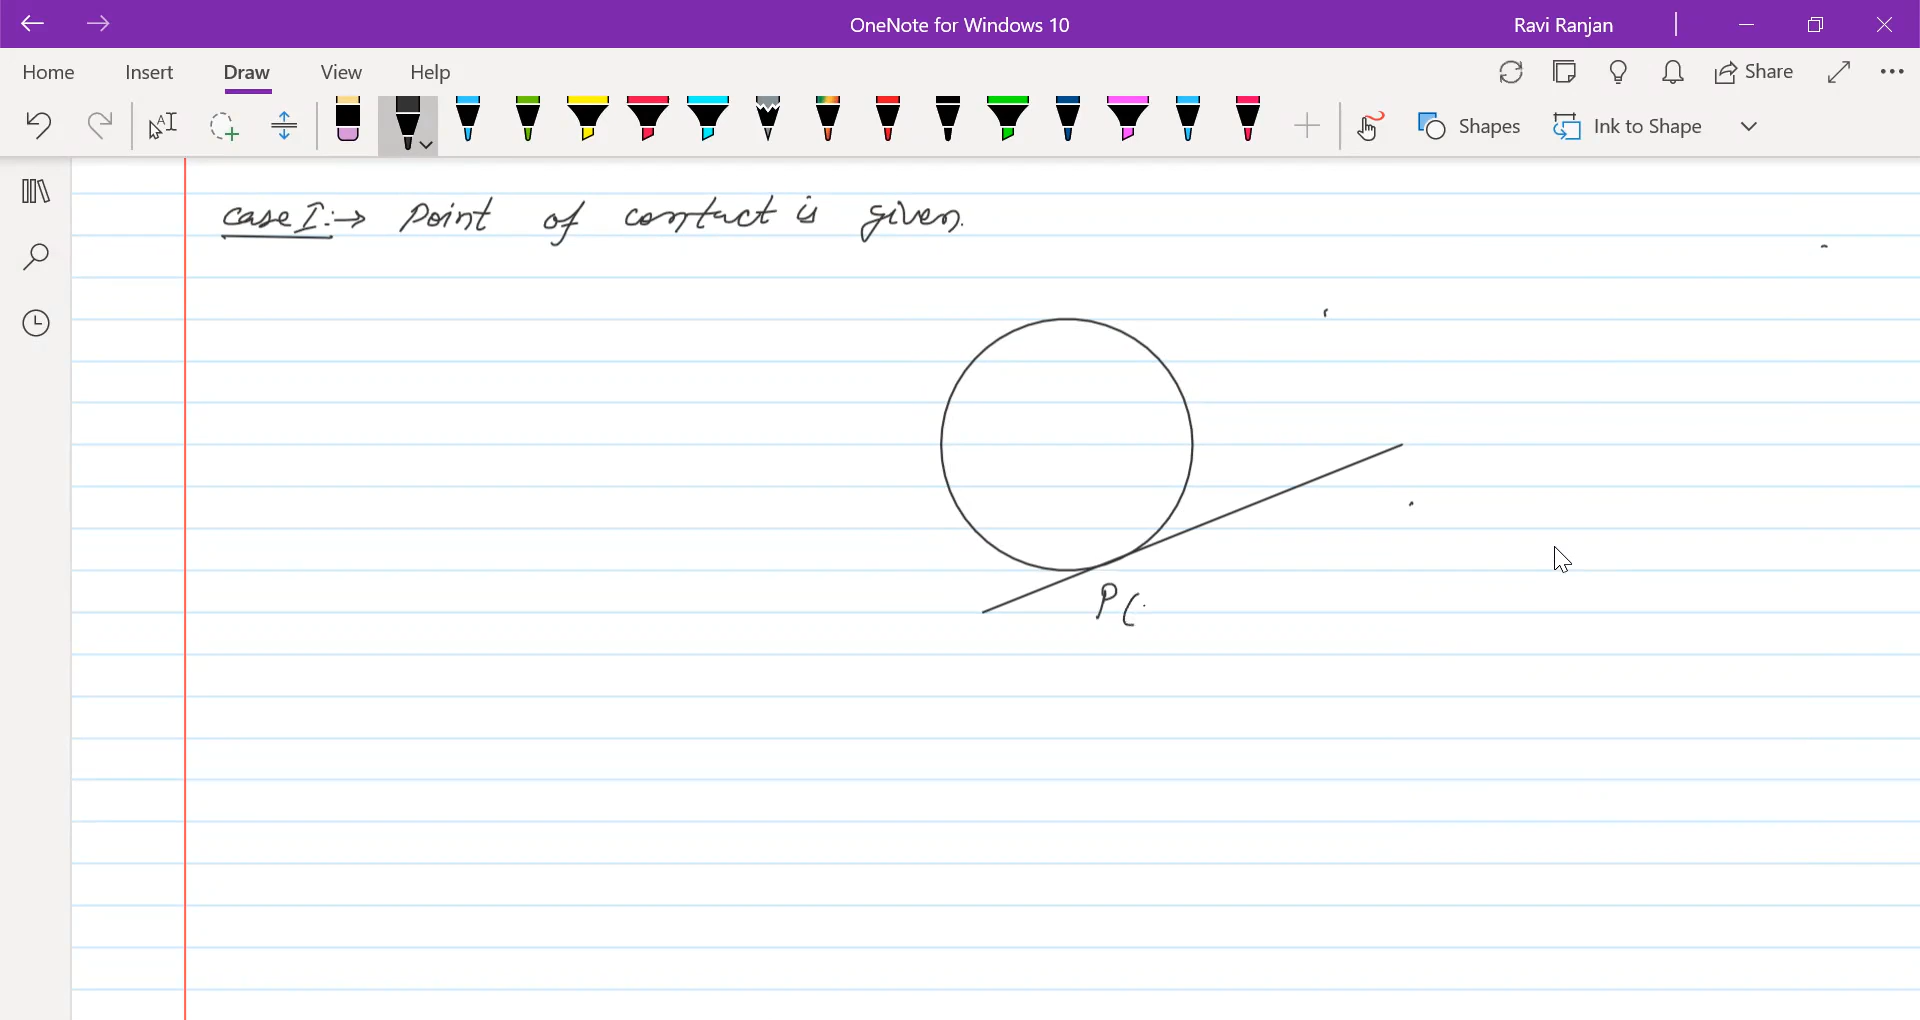 OneNote for Windows 10
Ravi Ranjan
Home Insert Draw View Help
Share
Shapes
Ink to Shape
case I:→ Point of contact is given.
P(